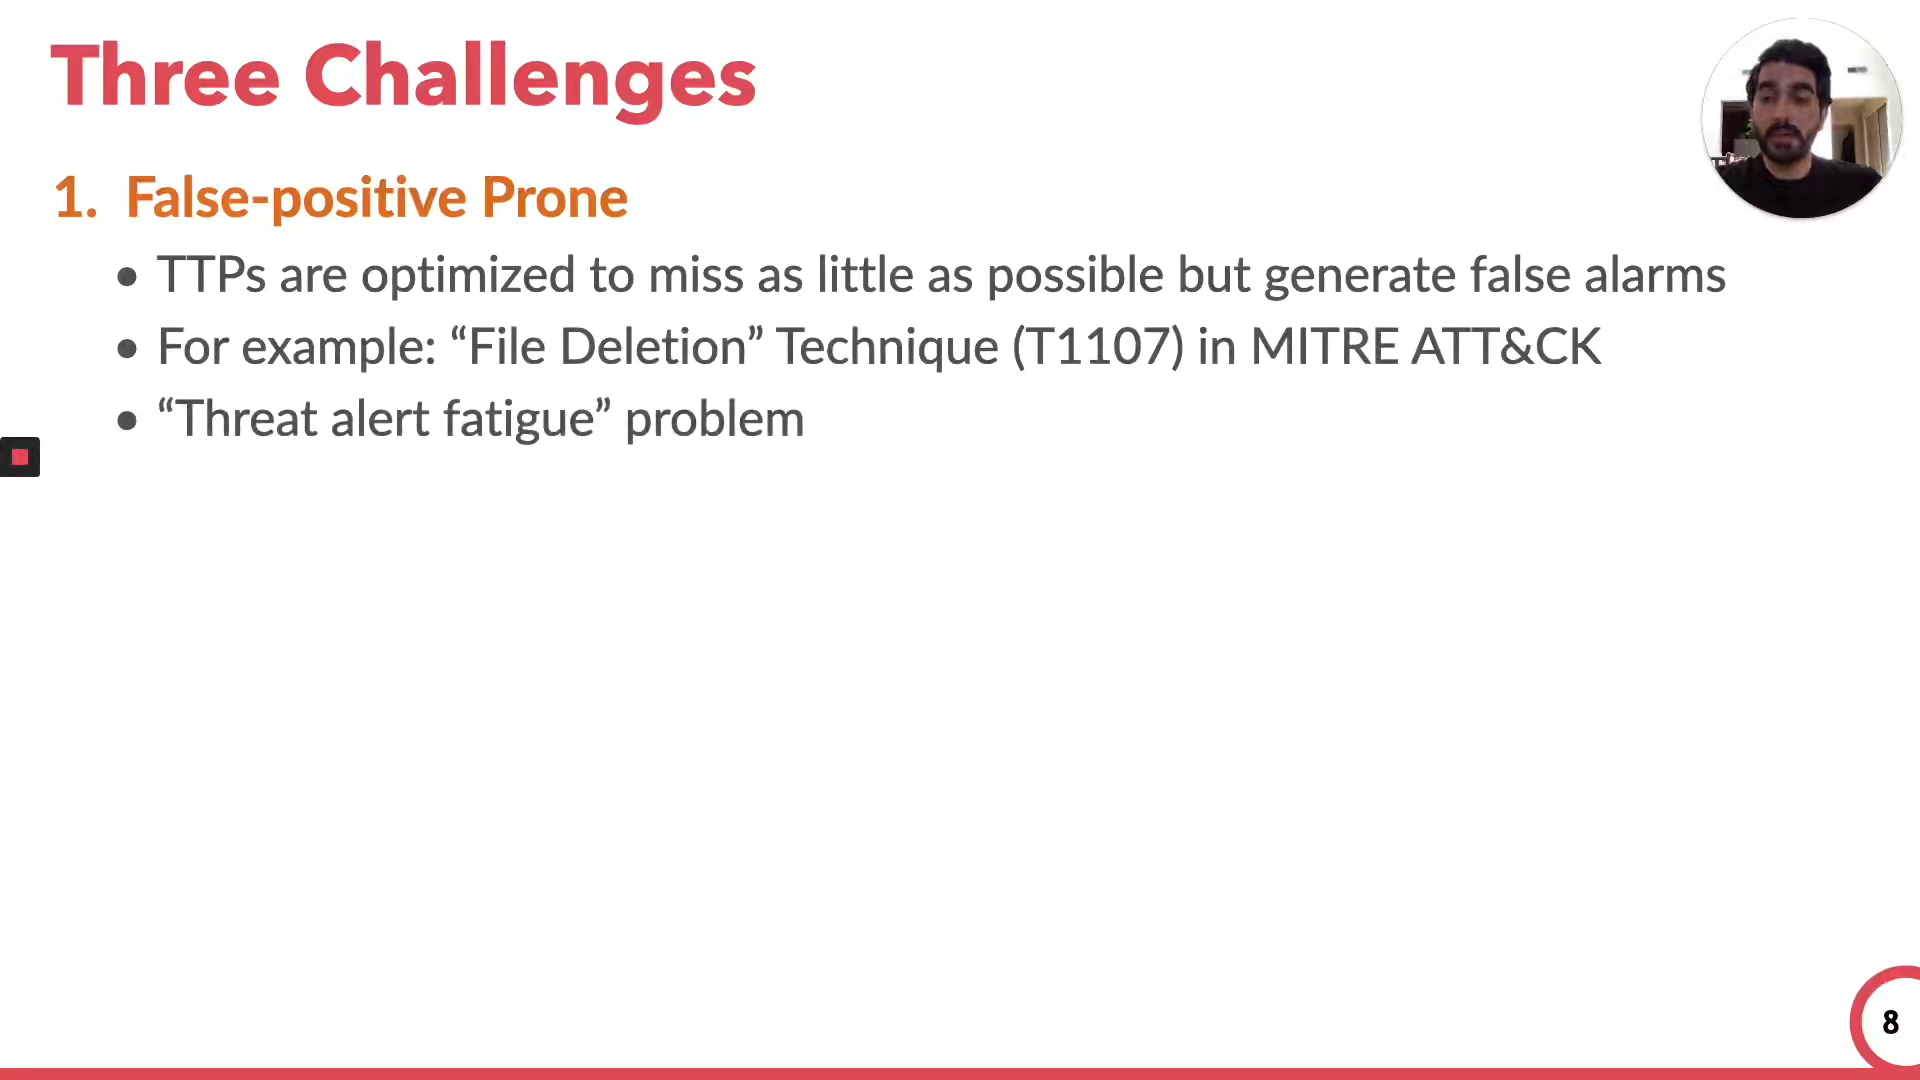 Three Challenges
1. False-positive Prone
• TTPs are optimized to miss as little as possible but generate false alarms
• For example: “File Deletion” Technique (T1107) in MITRE ATT&CK
• “Threat alert fatigue” problem
8